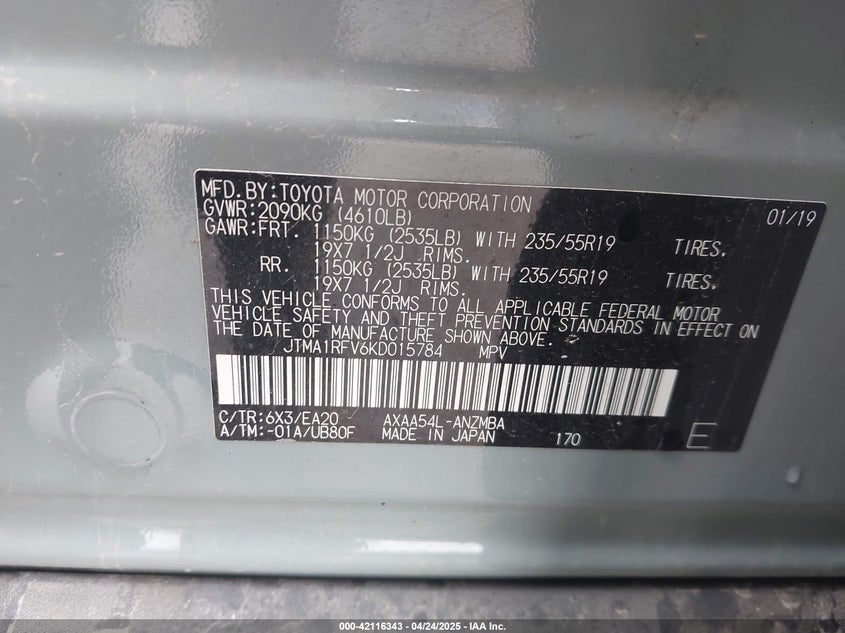 MFD.BY:TOYOTA MOTOR CORPORATION 01/19
GVWR:2090KG (4610LB)
GAWR:FRT. 1150KG (2535LB) WITH 235/55R19 TIRES.
19X7 1/2J RIMS.
RR. 1150KG (2535LB) WITH 235/55R19 TIRES.
19X7 1/2J RIMS.
THIS VEHICLE CONFORMS TO ALL APPLICABLE FEDERAL MOTOR
VEHICLE SAFETY AND THEFT PREVENTION STANDARDS IN EFFECT ON
THE DATE OF MANUFACTURE SHOWN ABOVE.
JTMA1RFV6KD015784 MPV
C/TR:6X3/EA20 AXAA54L-ANZMBA
A/TM:-01A/UB80F MADE IN JAPAN 170 E
000-42116343 - 04/24/2025 - IAA Inc.